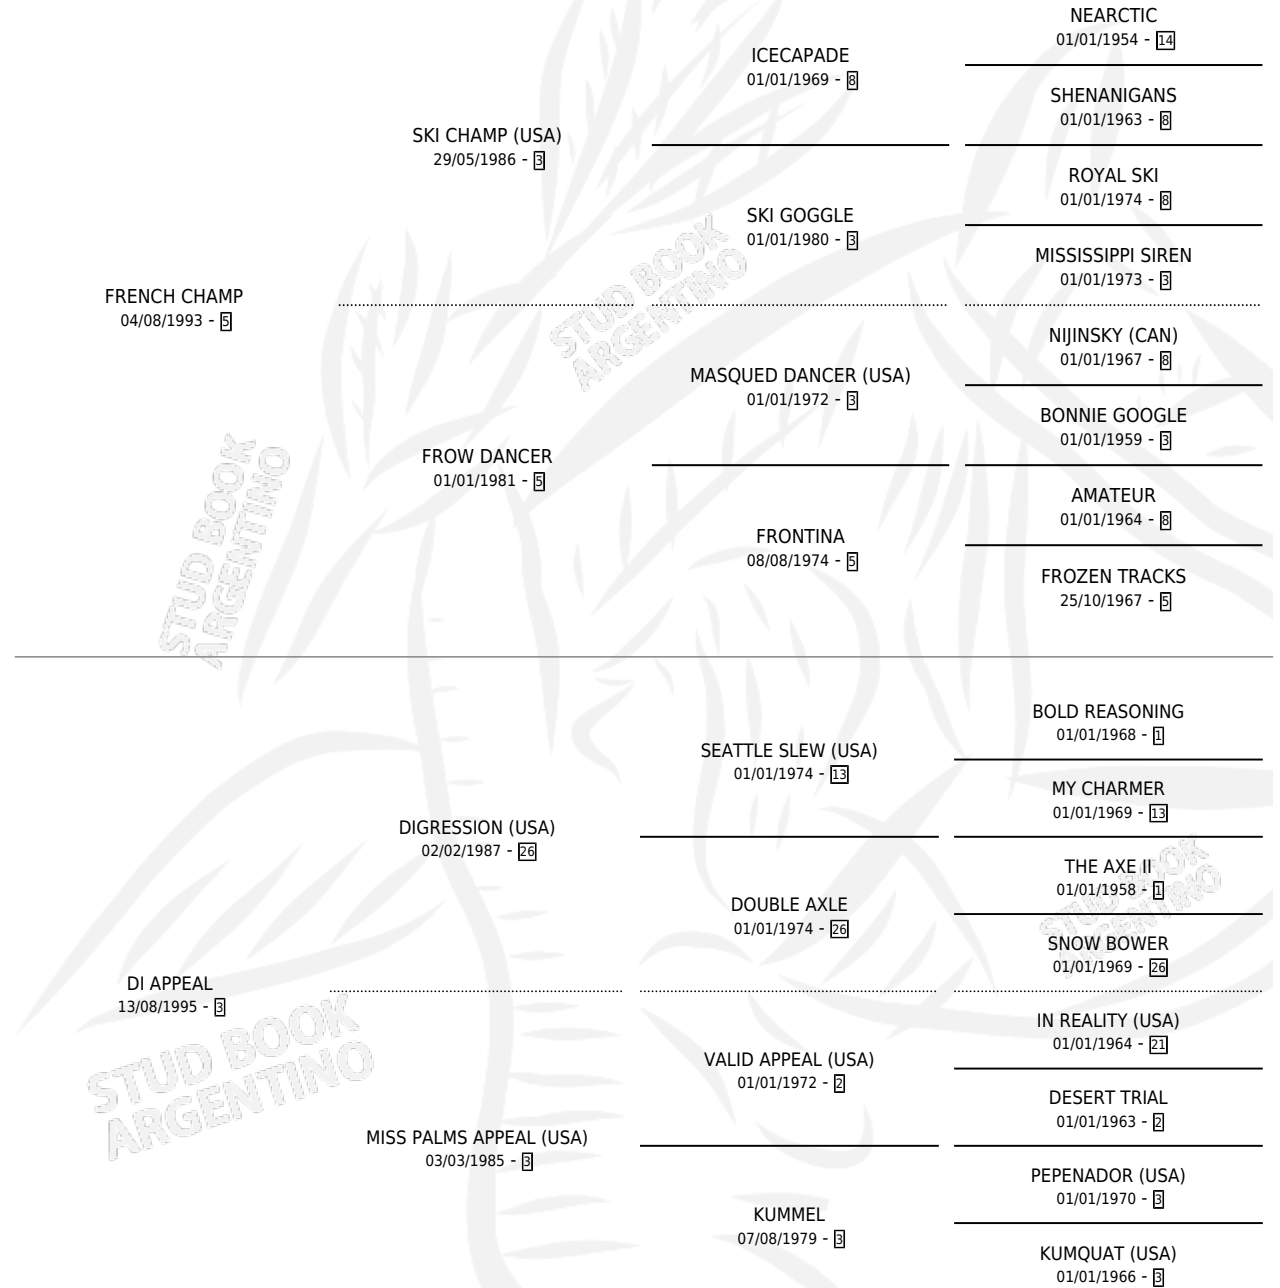 NEARCTIC
01/01/1954 - 14
ICECAPADE
01/01/1969 - 8
SHENANIGANS
01/01/1963 - 8
SKI CHAMP (USA)
29/05/1986 - 3
ROYAL SKI
01/01/1974 - 8
SKI GOGGLE
01/01/1980 - 3
MISSISSIPPI SIREN
01/01/1973 - 3
FRENCH CHAMP
04/08/1993 - 5
STUD BOOK
ARGENTINO
NIJINSKY (CAN)
01/01/1967 - 8
MASQUED DANCER (USA)
01/01/1972 - 3
BONNIE GOOGLE
01/01/1959 - 3
FROW DANCER
01/01/1981 - 5
AMATEUR
01/01/1964 - 8
FRONTINA
08/08/1974 - 5
FROZEN TRACKS
25/10/1967 - 5
STUD BOOK
ARGENTINO
BOLD REASONING
01/01/1968 - 1
SEATTLE SLEW (USA)
01/01/1974 - 13
MY CHARMER
01/01/1969 - 13
DIGRESSION (USA)
02/02/1987 - 26
THE AXE II
01/01/1958 - 1
DOUBLE AXLE
01/01/1974 - 26
STUD BOOK
ARGENTINO
SNOW BOWER
01/01/1969 - 26
DI APPEAL
13/08/1995 - 3
IN REALITY (USA)
01/01/1964 - 21
VALID APPEAL (USA)
01/01/1972 - 2
DESERT TRIAL
01/01/1963 - 2
STUD BOOK
ARGENTINO
MISS PALMS APPEAL (USA)
03/03/1985 - 3
PEPENADOR (USA)
01/01/1970 - 3
KUMMEL
07/08/1979 - 3
KUMQUAT (USA)
01/01/1966 - 3